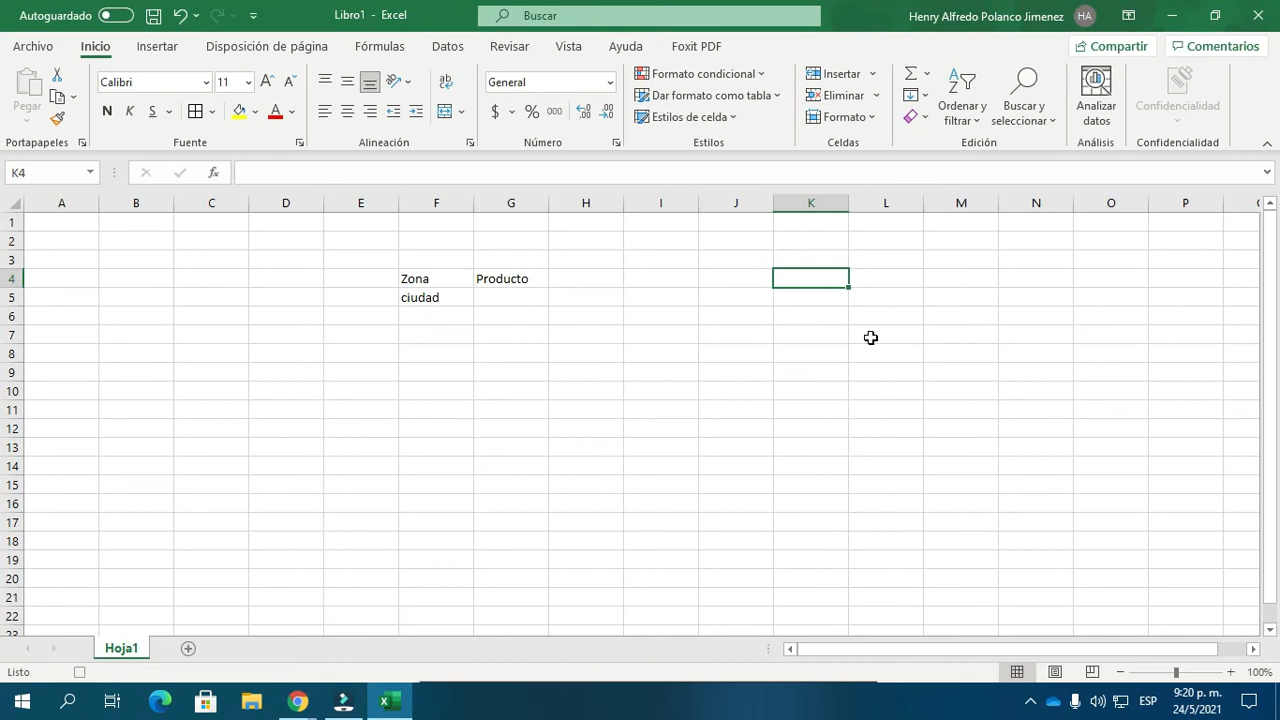 Autoguardado
Libro1 - Excel
Buscar
Henry Alfredo Polanco Jimenez
HA
Archivo Inicio Insertar Disposición de página Fórmulas Datos Revisar Vista Ayuda Foxit PDF
Compartir Comentarios
Pegar
Calibri 11
N K S
General
$ % 000
Formato condicional
Dar formato como tabla
Estilos de celda
Insertar
Eliminar
Formato
Ordenar y
filtrar
Buscar y
seleccionar
Analizar
datos
Confidencialidad
Portapapeles Fuente Alineación Número Estilos Celdas Edición Análisis Confidencialidad
K4
fx
A B C D E F G H I J K L M N O P
1
2
3
4 Zona Producto
5 ciudad
6
7
8
9
10
11
12
13
14
15
16
17
18
19
20
21
22
23
Hoja1
Listo
100%
ESP
9:20 p. m.
24/5/2021